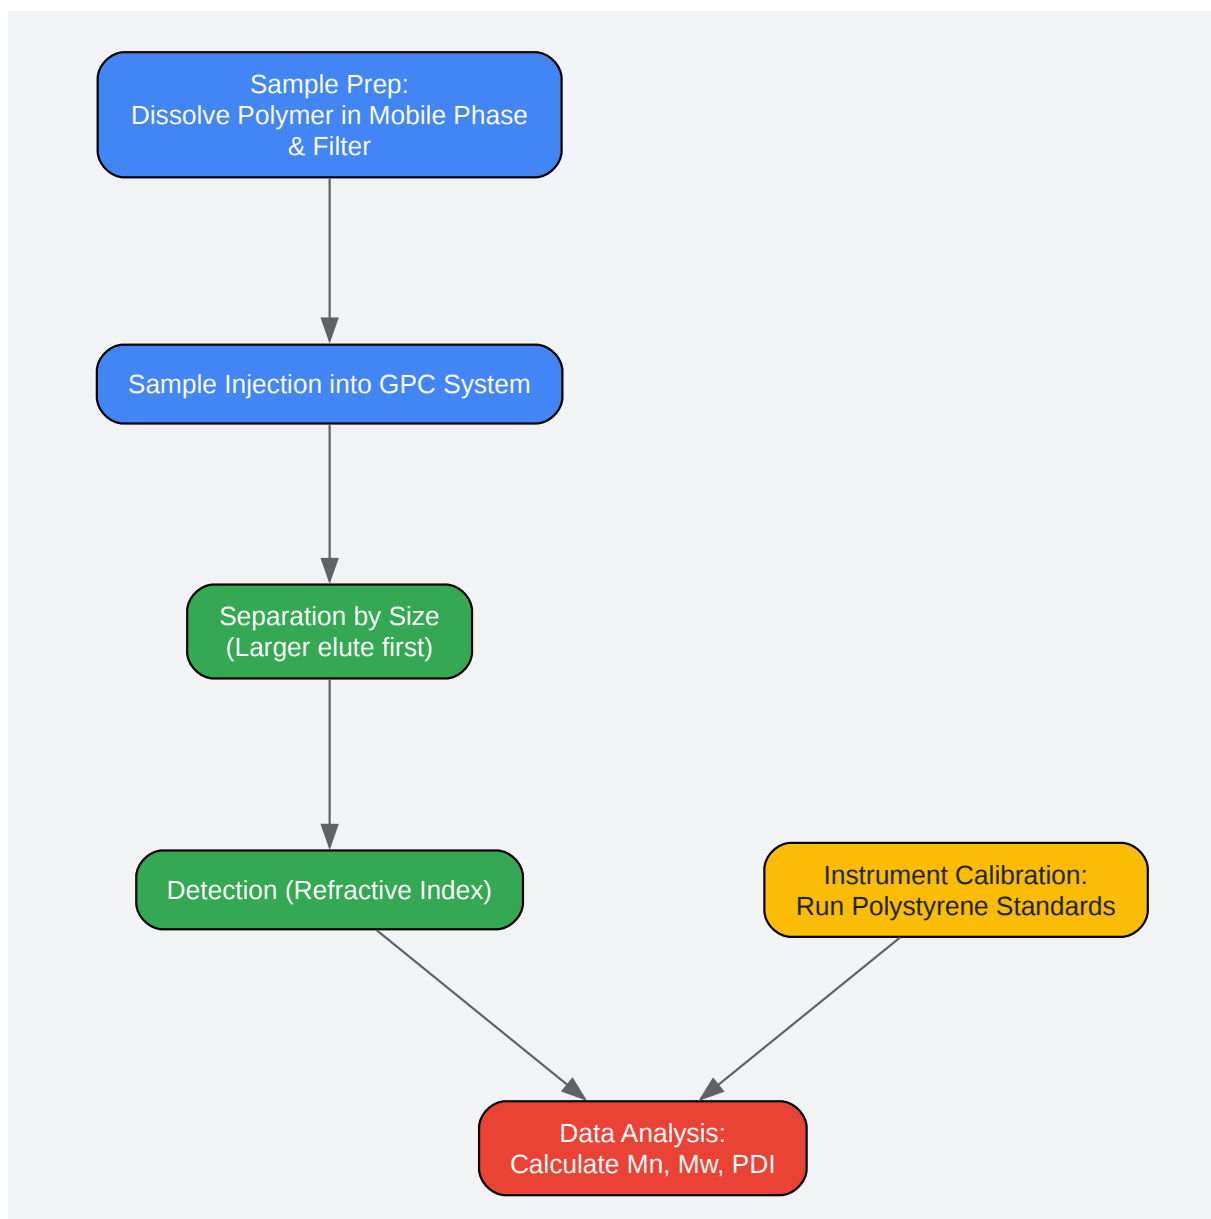 Sample Prep:
Dissolve Polymer in Mobile Phase
& Filter
Sample Injection into GPC System
Separation by Size
(Larger elute first)
Detection (Refractive Index)
Instrument Calibration:
Run Polystyrene Standards
Data Analysis:
Calculate Mn, Mw, PDI